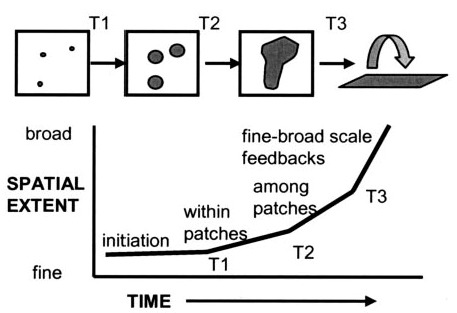 T1
T2
T3
broad
fine-broad scale
feedbacks
SPATIAL
EXTENT
among
patches
within
patches
initiation
T3
T2
T1
fine
TIME